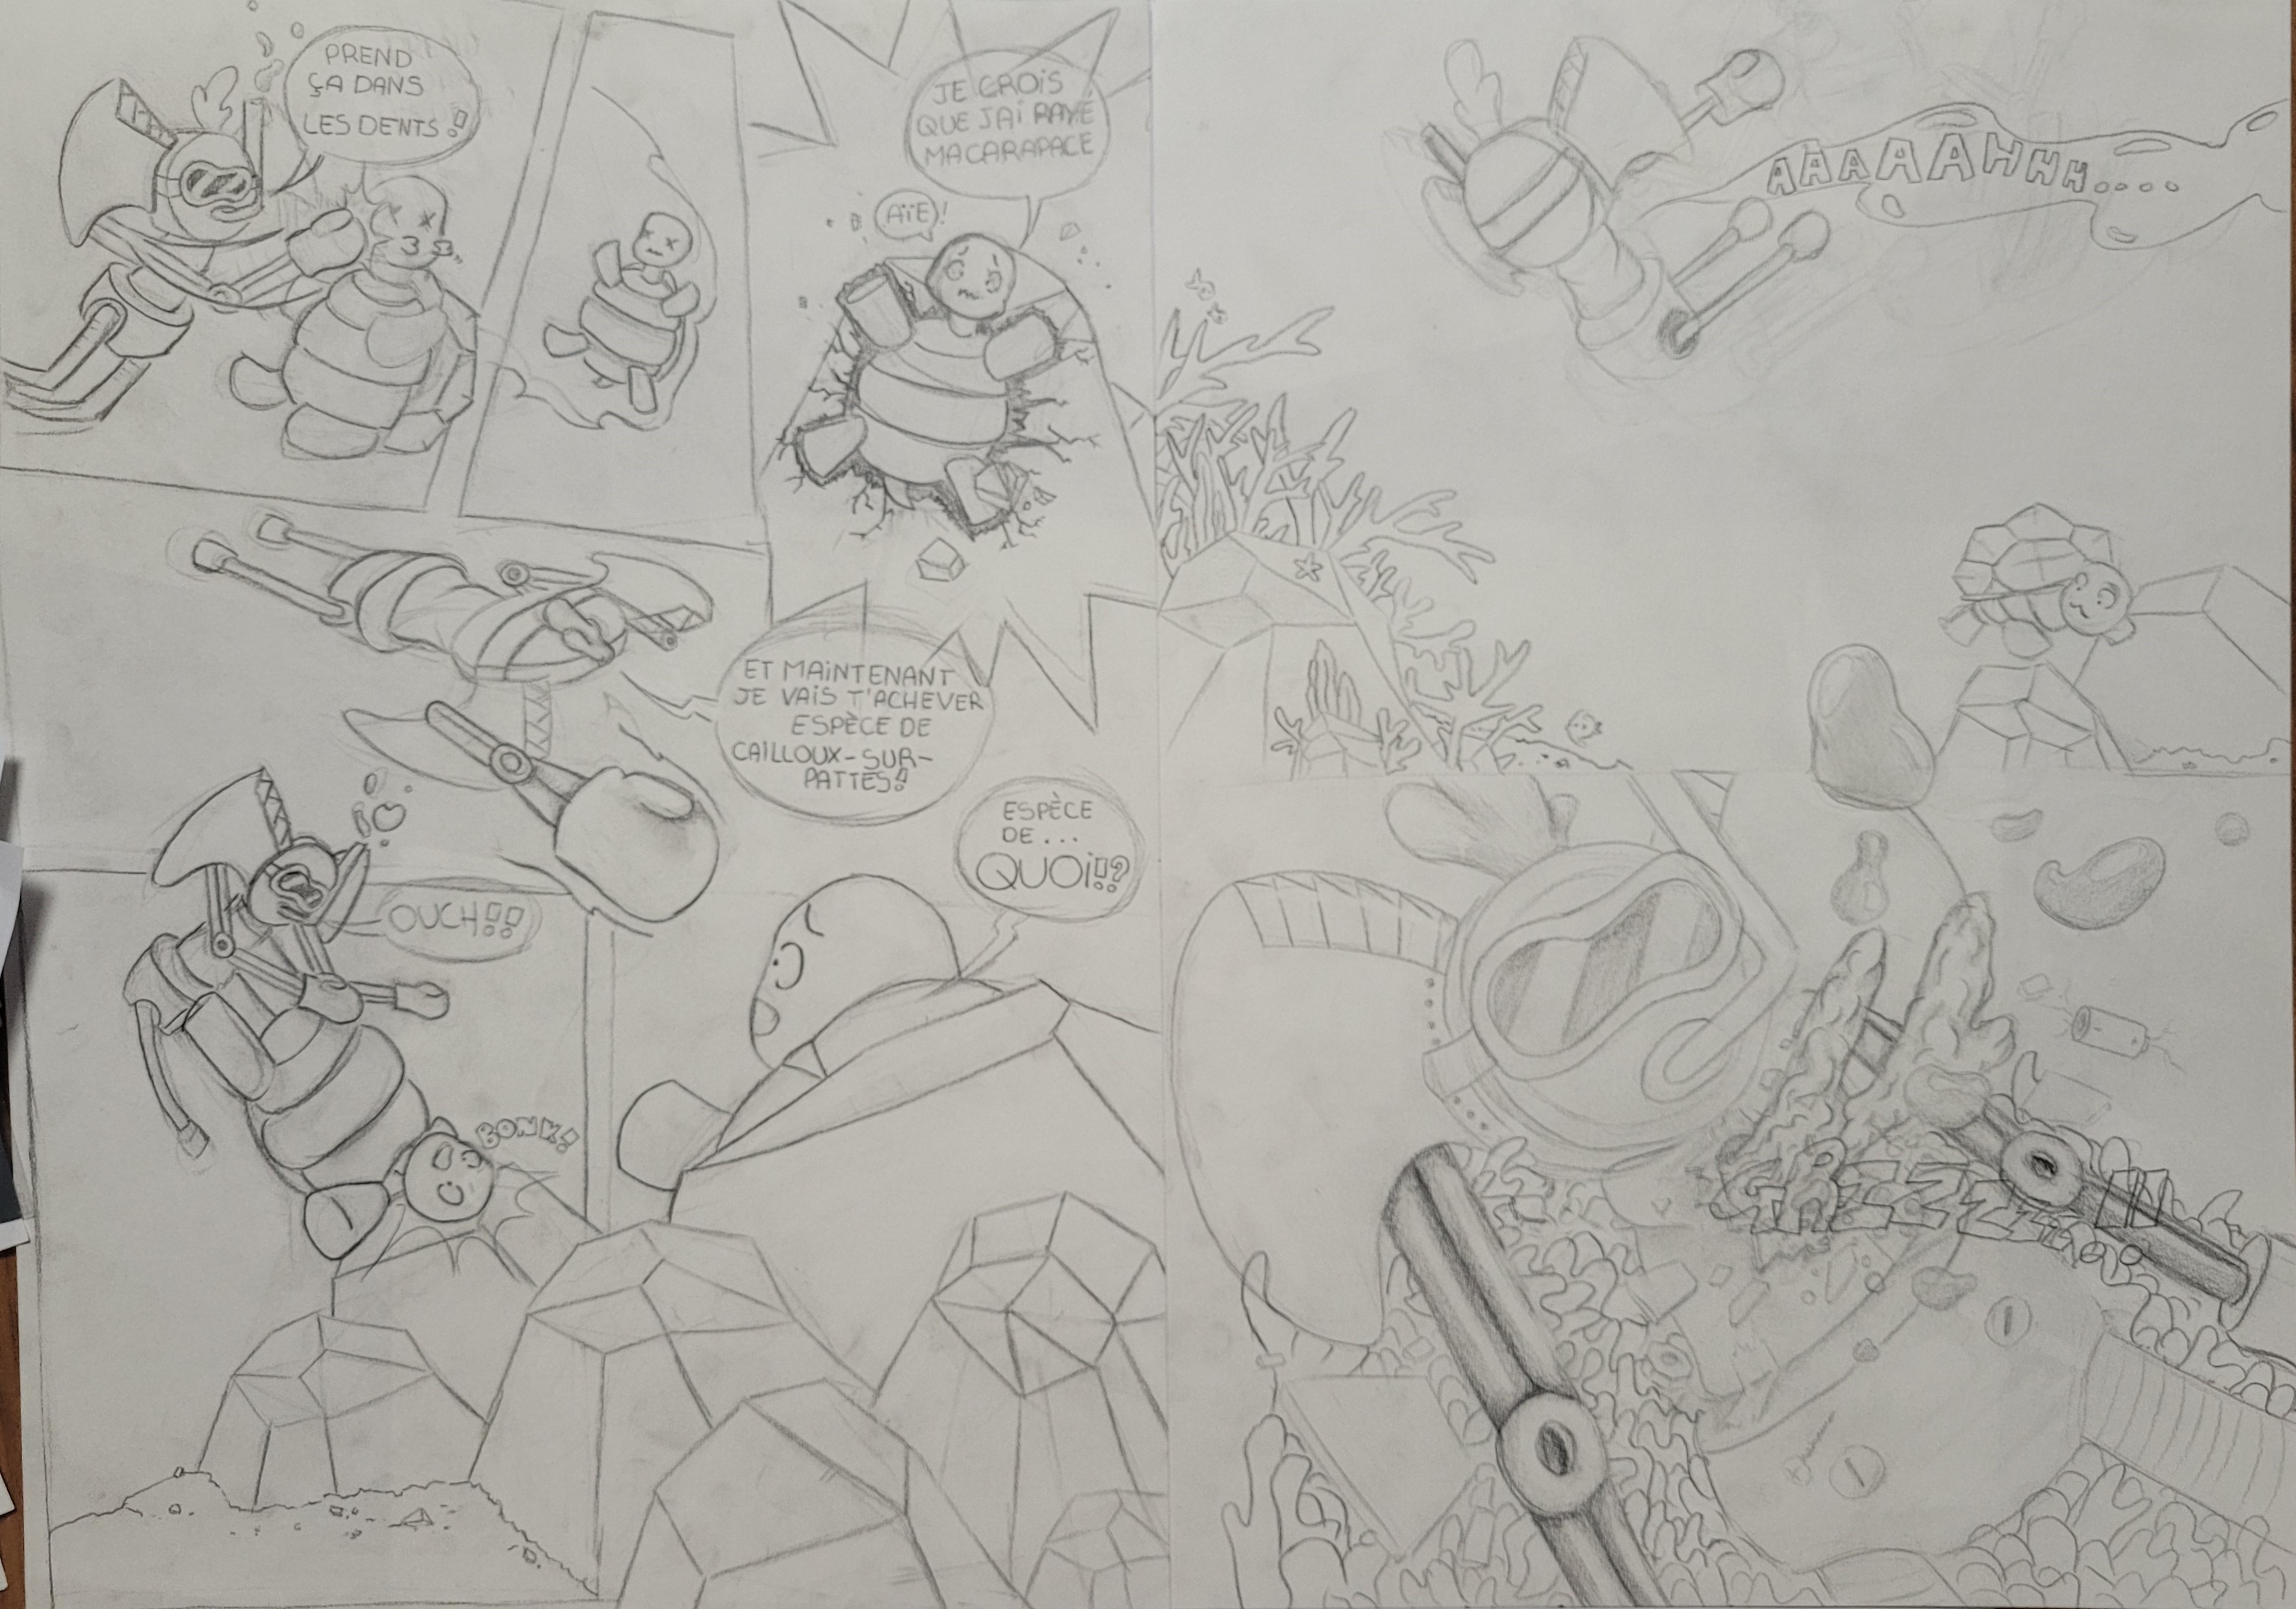 PREND
ÇA DANS
LES DENTS !!
JE CROIS
QUE J'AI RAYÉ
MA CARAPACE
AÏE !
ET MAINTENANT
JE VAIS T'ACHEVER
ESPÈCE DE
CAILLOUX-SUR-
PATTES !!
OUCH !!!!
BONK !
ESPÈCE
DE...
QUOI !!?
AAAAAAHHH....